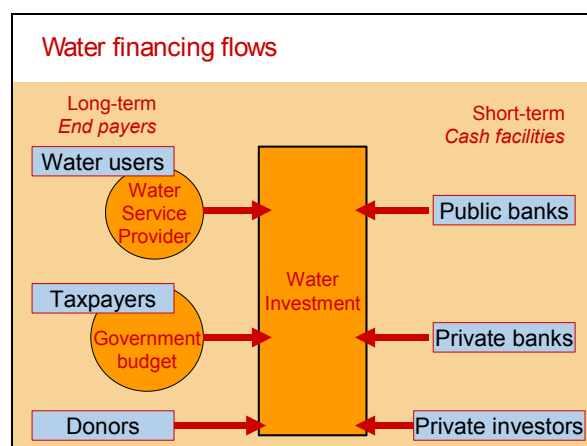 Water financing flows
Long-term
End payers
Short-term
Cash facilities
Water users
Water
Service
Provider
Public banks
Water
Investment
Taxpayers
Government
budget
Private banks
Donors
Private investors